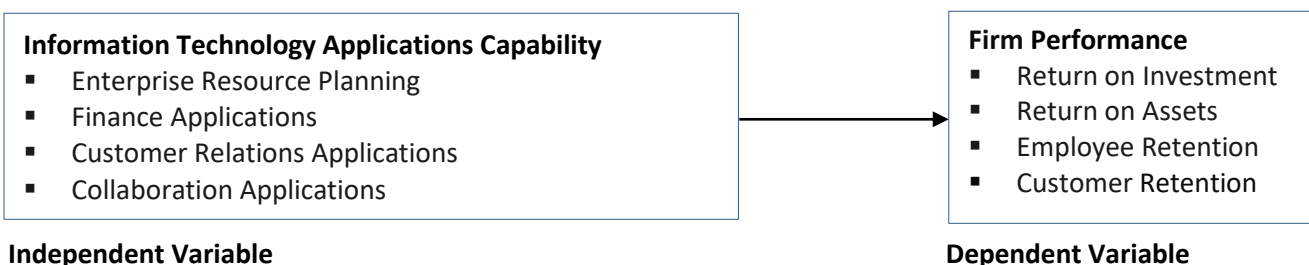 Information Technology Applications Capability
▪ Enterprise Resource Planning
▪ Finance Applications
▪ Customer Relations Applications
▪ Collaboration Applications
Independent Variable
Firm Performance
▪ Return on Investment
▪ Return on Assets
▪ Employee Retention
▪ Customer Retention
Dependent Variable